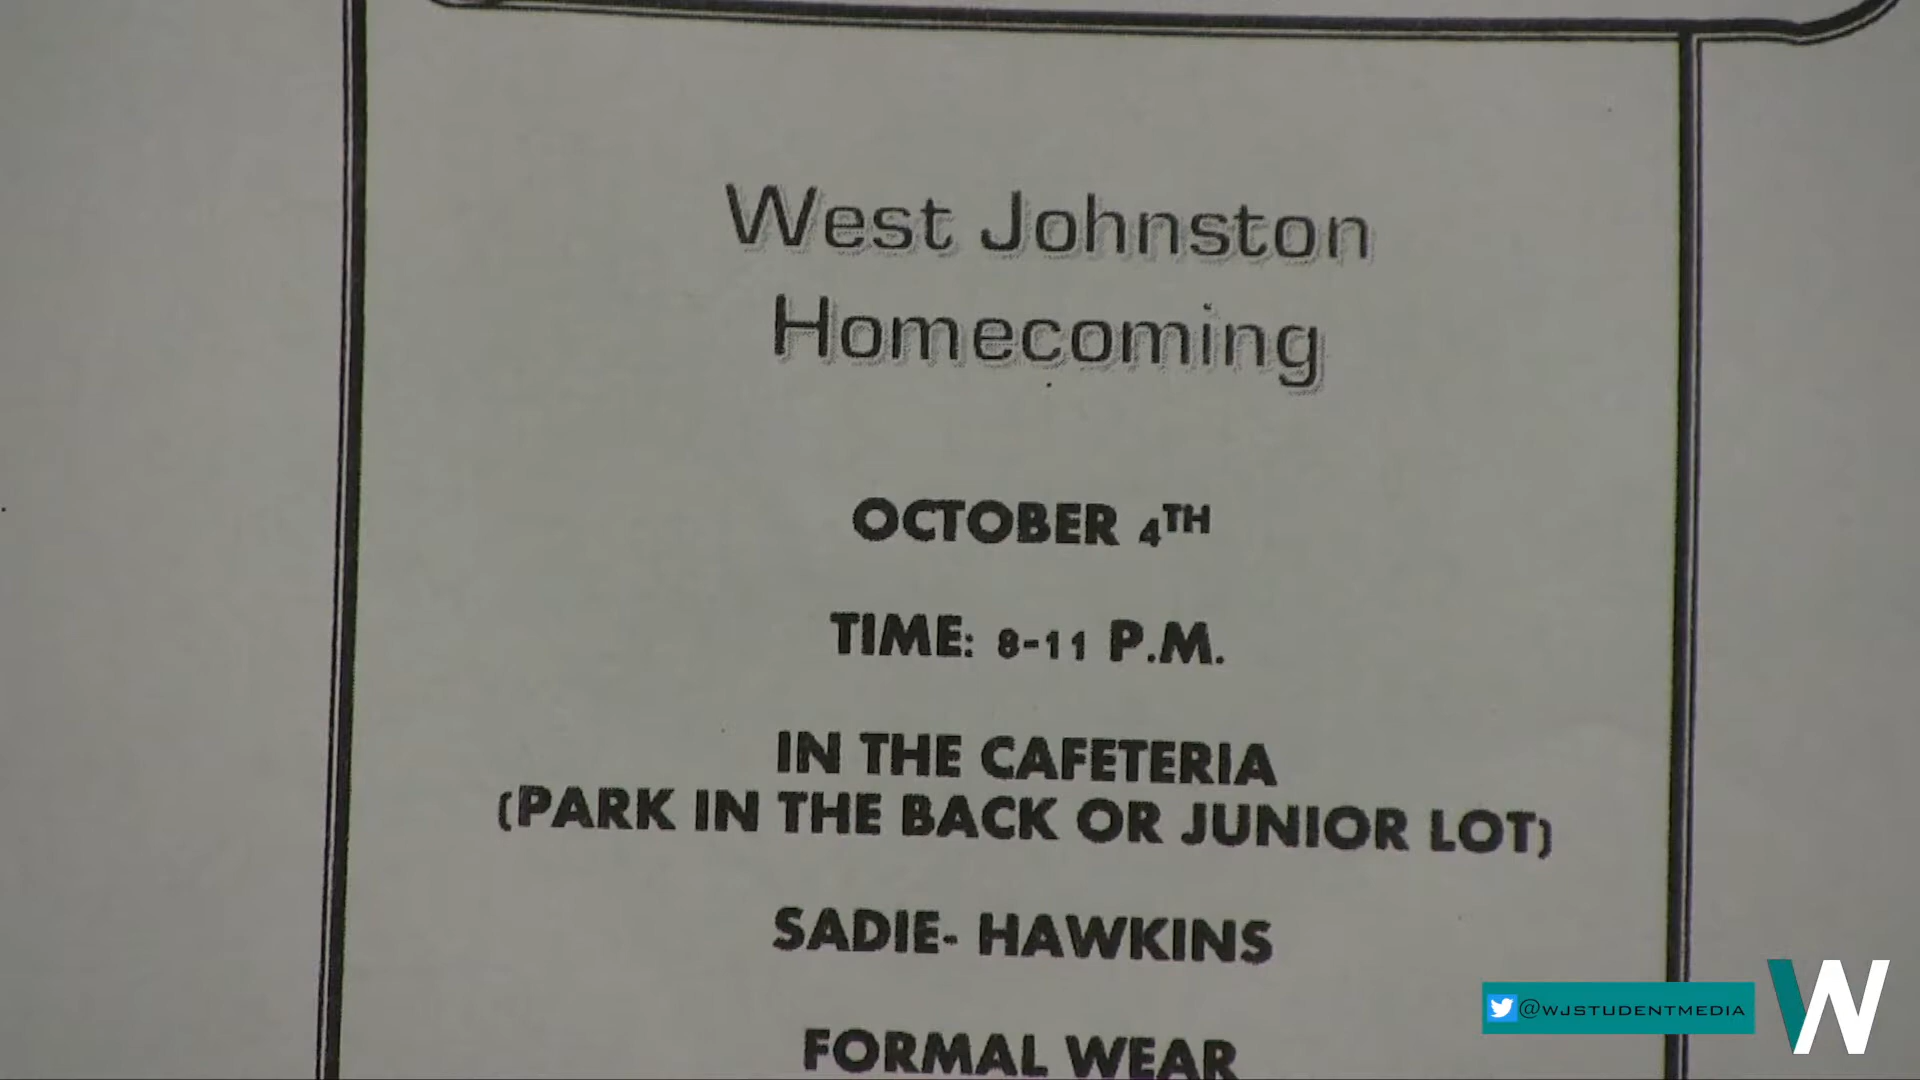 West Johnston
Homecoming
OCTOBER 4TH
TIME: 8-11 P.M.
IN THE CAFETERIA
(PARK IN THE BACK OR JUNIOR LOT)
SADIE- HAWKINS
FORMAL WEAR
@WJSTUDENTMEDIA
W